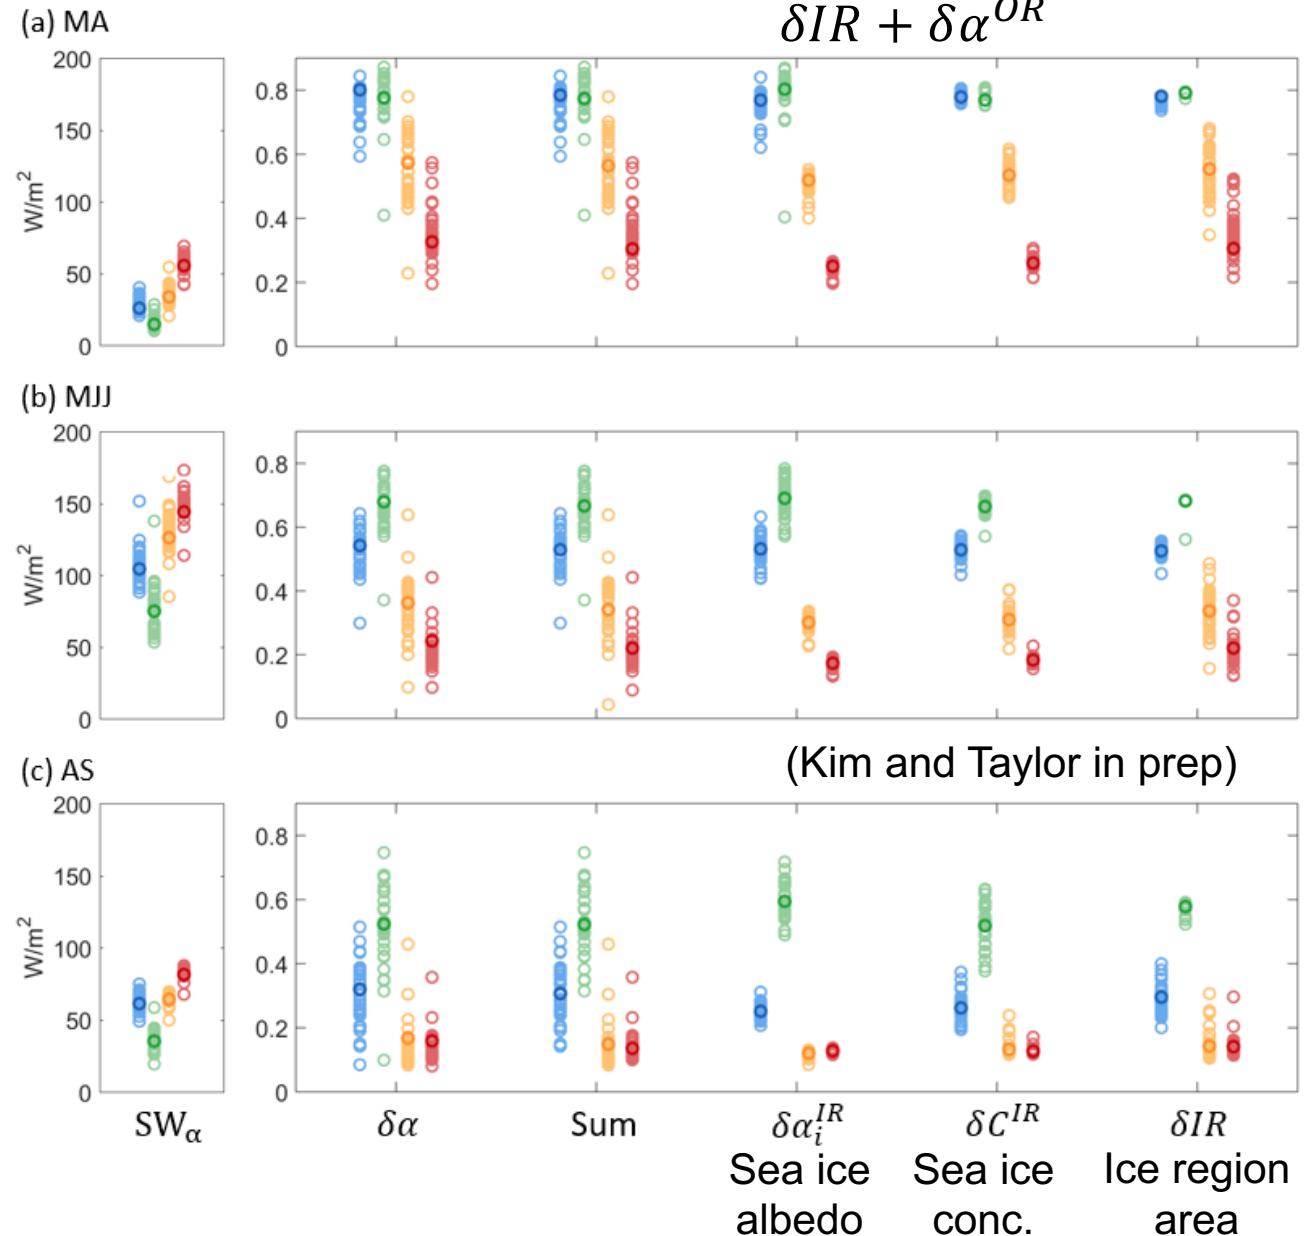 (a) MA
δIR + δα^OR
200
150
100
50
0
W/m²
0.8
0.6
0.4
0.2
0
(b) MJJ
200
150
100
50
0
W/m²
0.8
0.6
0.4
0.2
0
(Kim and Taylor in prep)
(c) AS
200
150
100
50
0
W/m²
0.8
0.6
0.4
0.2
0
SW_α
δα
Sum
δα_i^IR
δC^IR
δIR
Sea ice
albedo
Sea ice
conc.
Ice region
area